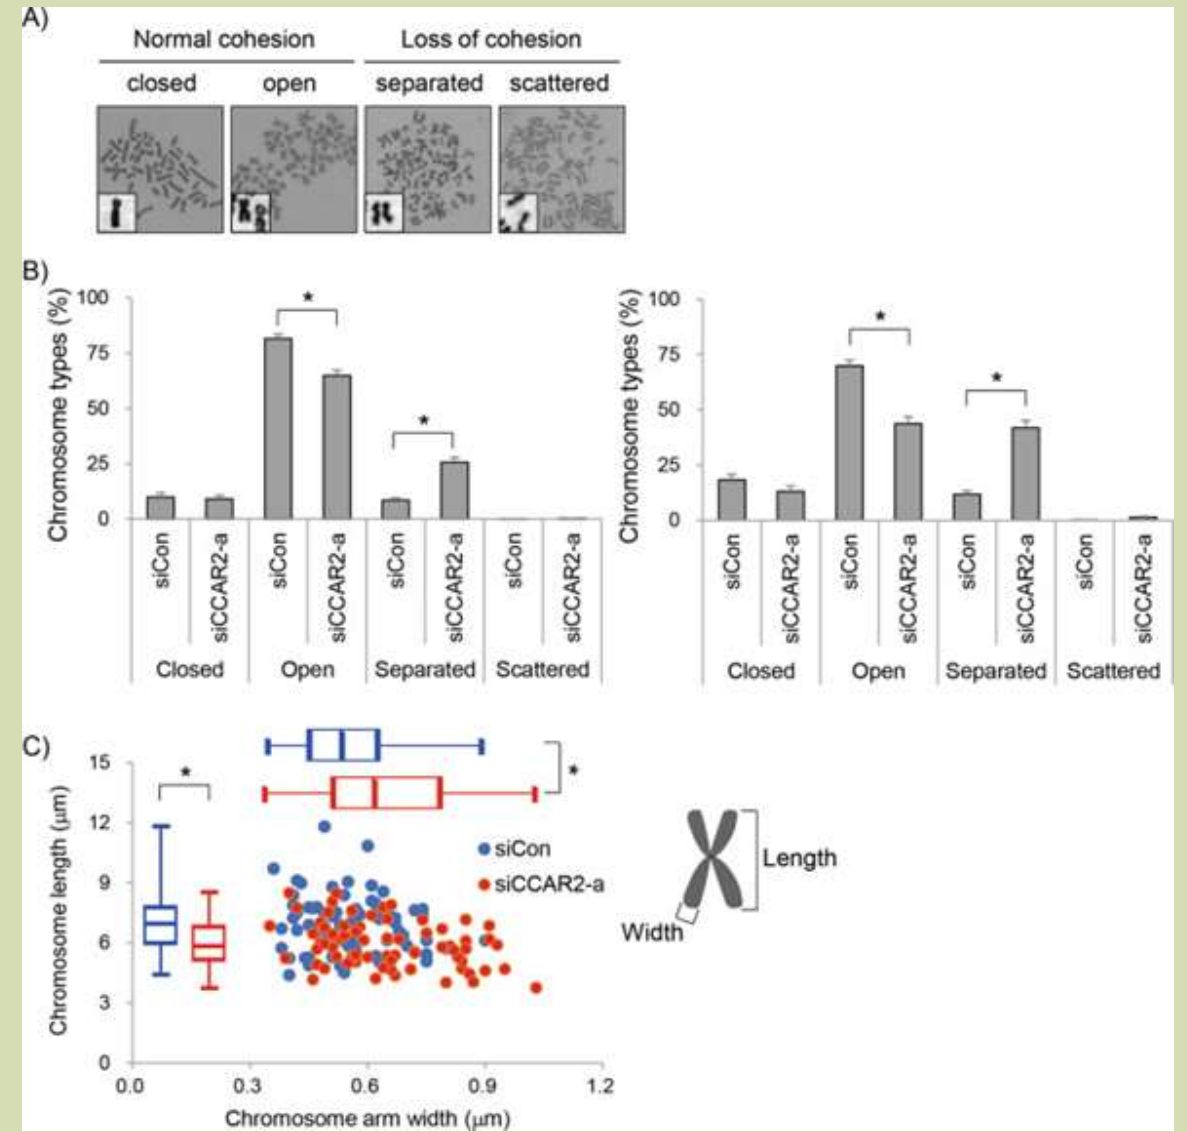 A)
Normal cohesion Loss of cohesion
closed open separated scattered
B)
Chromosome types (%)
100
75
50
25
0
siCon siCCAR2-a siCon siCCAR2-a siCon siCCAR2-a siCon siCCAR2-a
Closed Open Separated Scattered
* *
Chromosome types (%)
100
75
50
25
0
siCon siCCAR2-a siCon siCCAR2-a siCon siCCAR2-a siCon siCCAR2-a
Closed Open Separated Scattered
* *
C)
Chromosome length (μm)
15
12
9
6
3
0
* *
siCon
siCCAR2-a
0.0 0.3 0.6 0.9 1.2
Chromosome arm width (μm)
Length
Width